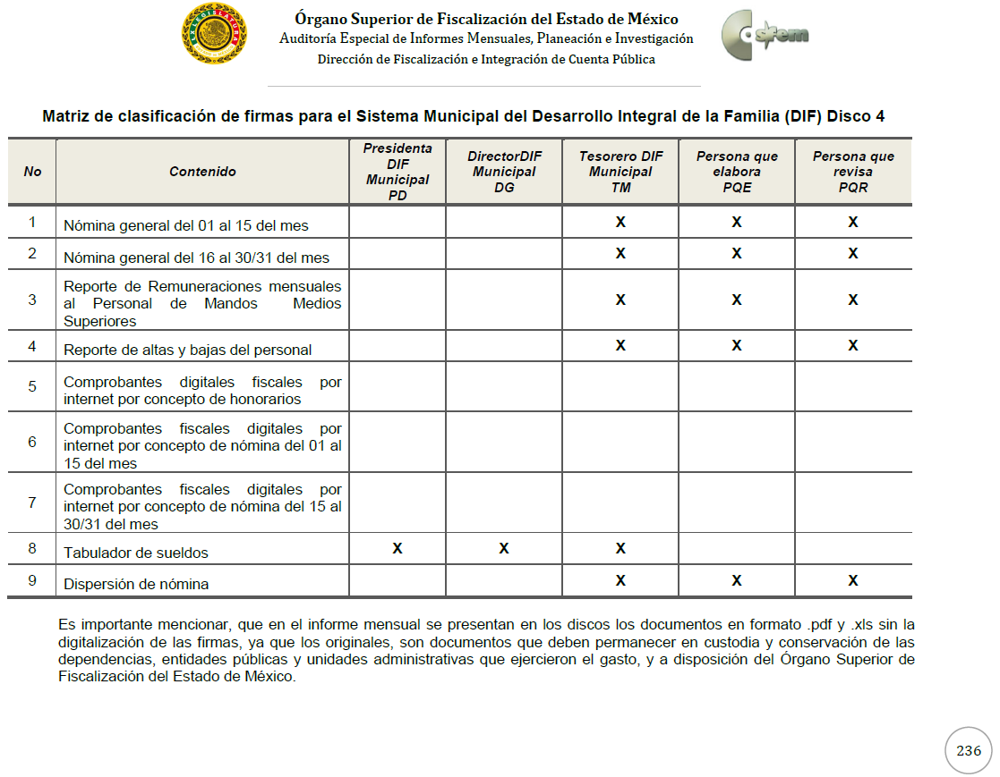 Órgano Superior de Fiscalización del Estado de México
Auditoría Especial de Informes Mensuales, Planeación e Investigación
Dirección de Fiscalización e Integración de Cuenta Pública
osfem
Matriz de clasificación de firmas para el Sistema Municipal del Desarrollo Integral de la Familia (DIF) Disco 4
No
Contenido
Presidenta
DIF
Municipal
PD
DirectorDIF
Municipal
DG
Tesorero DIF
Municipal
TM
Persona que
elabora
PQE
Persona que
revisa
PQR
1 Nómina general del 01 al 15 del mes X X X
2 Nómina general del 16 al 30/31 del mes X X X
3 Reporte de Remuneraciones mensuales
al Personal de Mandos Medios
Superiores X X X
4 Reporte de altas y bajas del personal X X X
5 Comprobantes digitales fiscales por
internet por concepto de honorarios
6 Comprobantes fiscales digitales por
internet por concepto de nómina del 01 al
15 del mes
7 Comprobantes fiscales digitales por
internet por concepto de nómina del 15 al
30/31 del mes
8 Tabulador de sueldos X X X
9 Dispersión de nómina X X X
Es importante mencionar, que en el informe mensual se presentan en los discos los documentos en formato .pdf y .xls sin la
digitalización de las firmas, ya que los originales, son documentos que deben permanecer en custodia y conservación de las
dependencias, entidades públicas y unidades administrativas que ejercieron el gasto, y a disposición del Órgano Superior de
Fiscalización del Estado de México.
236